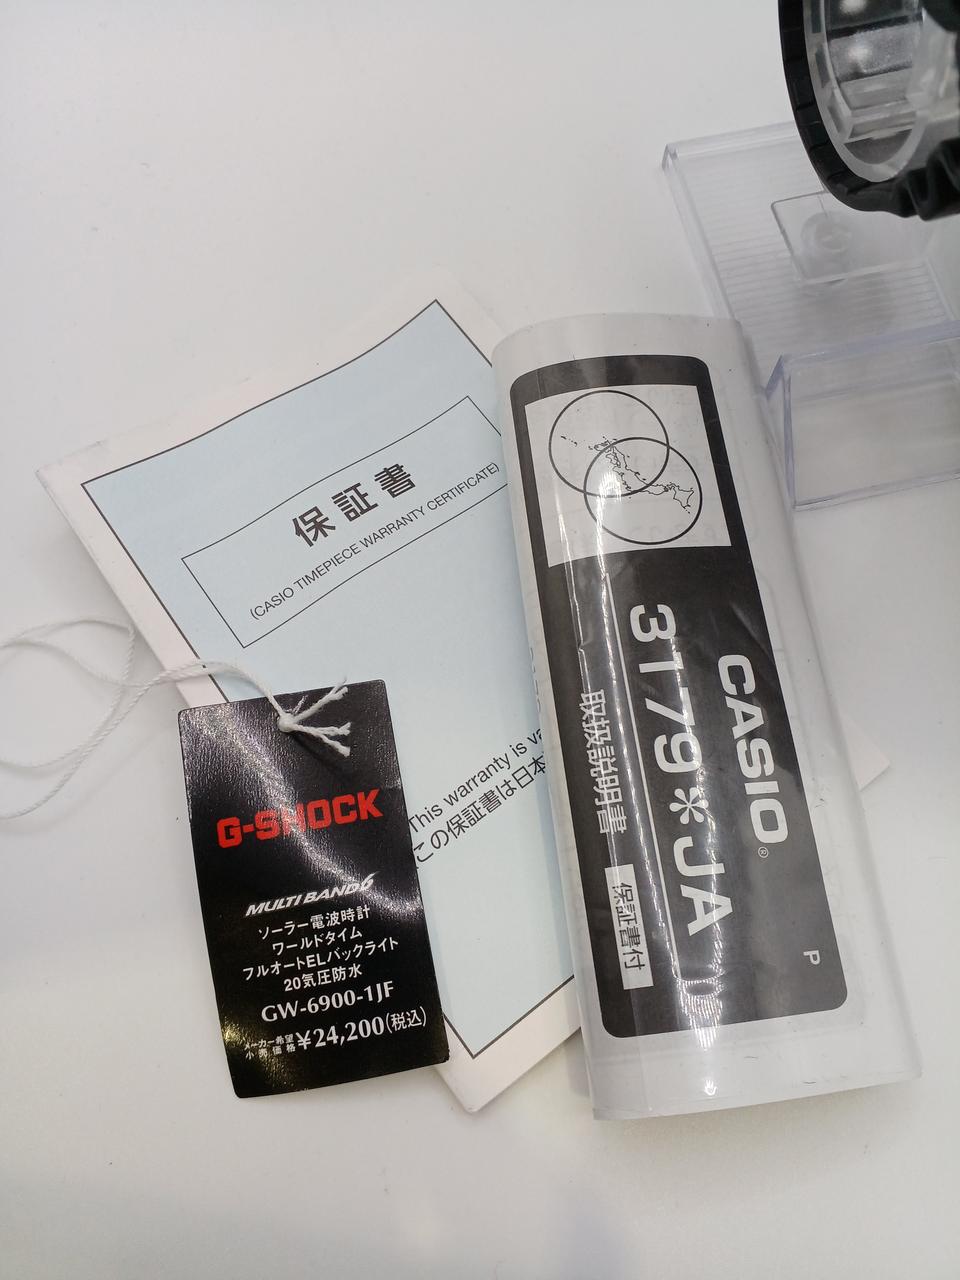 保証書
(CASIO TIMEPIECE WARRANTY CERTIFICATE)
This warranty is va
この保証書は日本
G-SHOCK
MULTI BAND6
ソーラー電波時計
ワールドタイム
フルオートELバックライト
20気圧防水
GW-6900-1JF
メーカー希望
小売価格 ¥24,200(税込)
CASIO®
3179※JA
取扱説明書 保証書付
P